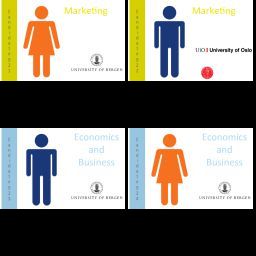 Marketing
UNIVERSITY OF BERGEN
Marketing
UiO University of Oslo
Economics
and
Business
UNIVERSITY OF BERGEN
Economics
and
Business
UNIVERSITY OF BERGEN